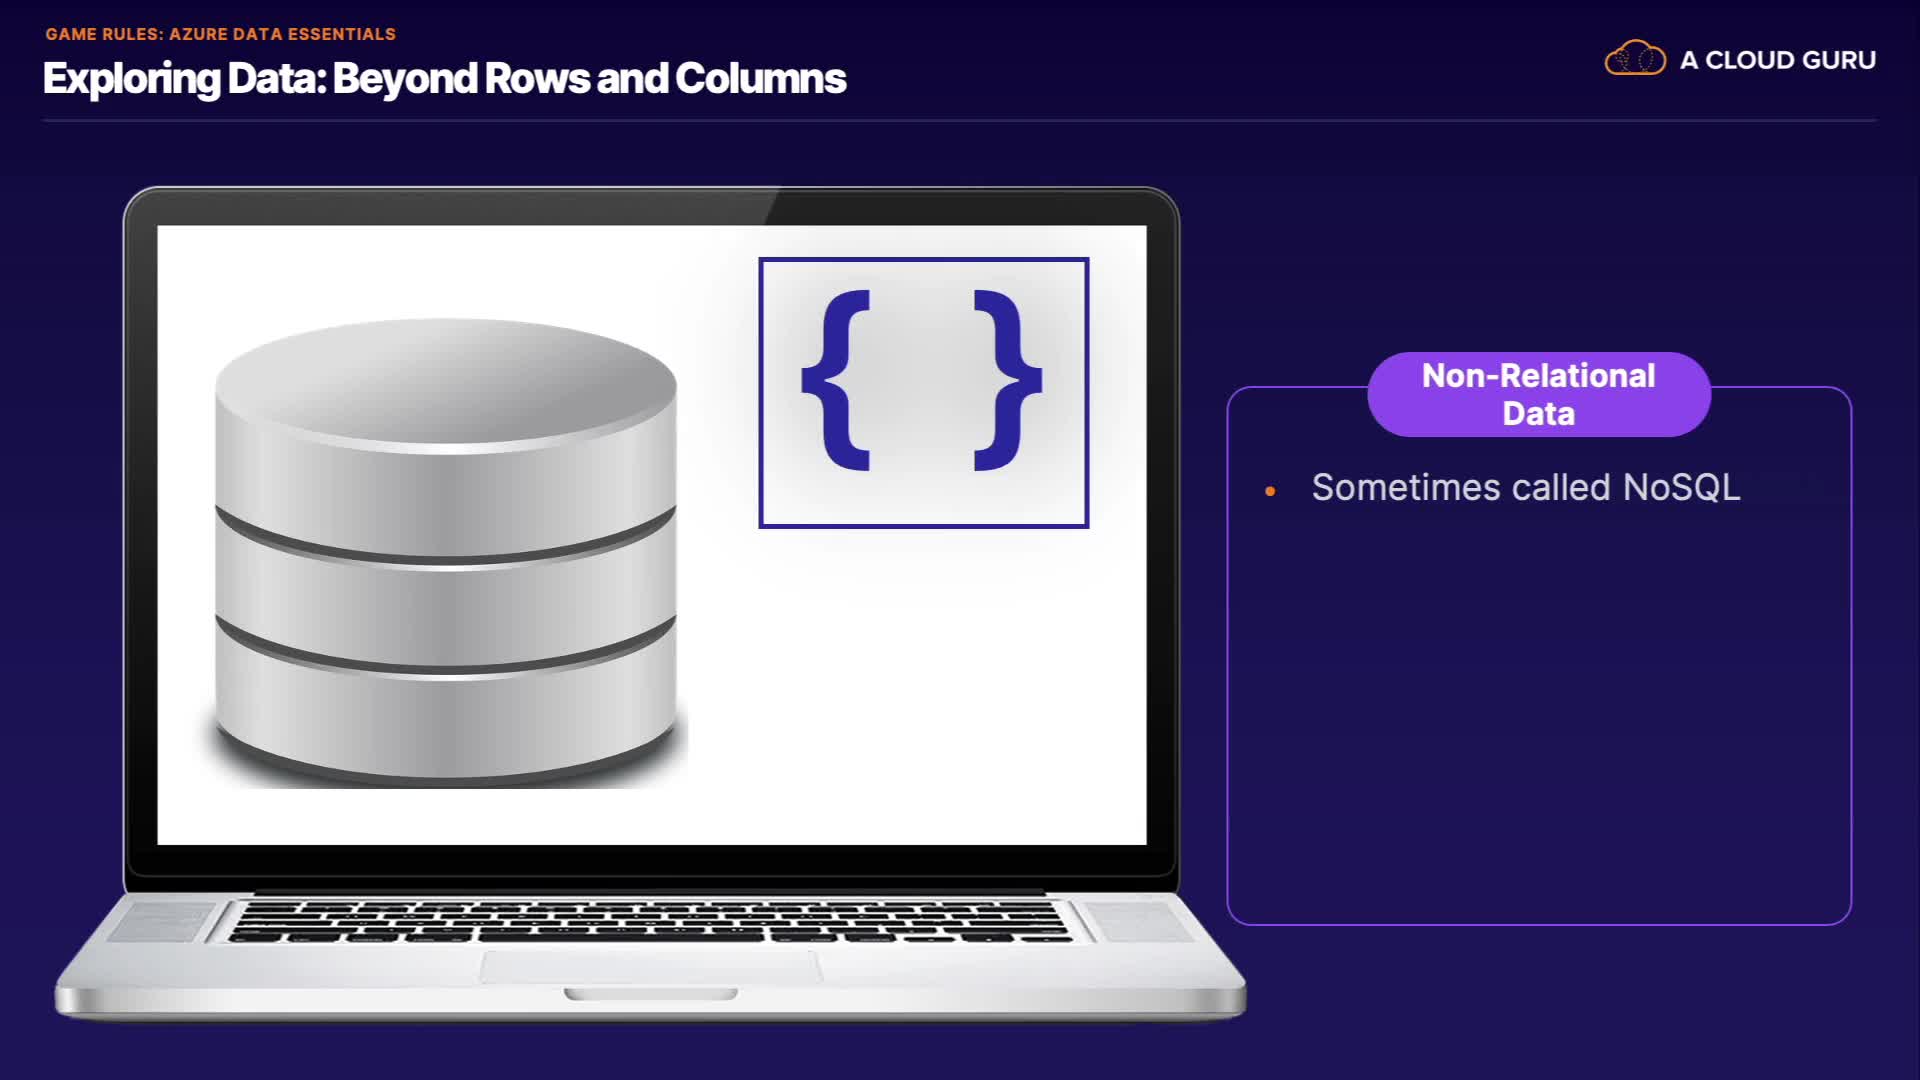 GAME RULES: AZURE DATA ESSENTIALS
Exploring Data: Beyond Rows and Columns
A CLOUD GURU
{ }
Non-Relational
Data
• Sometimes called NoSQL